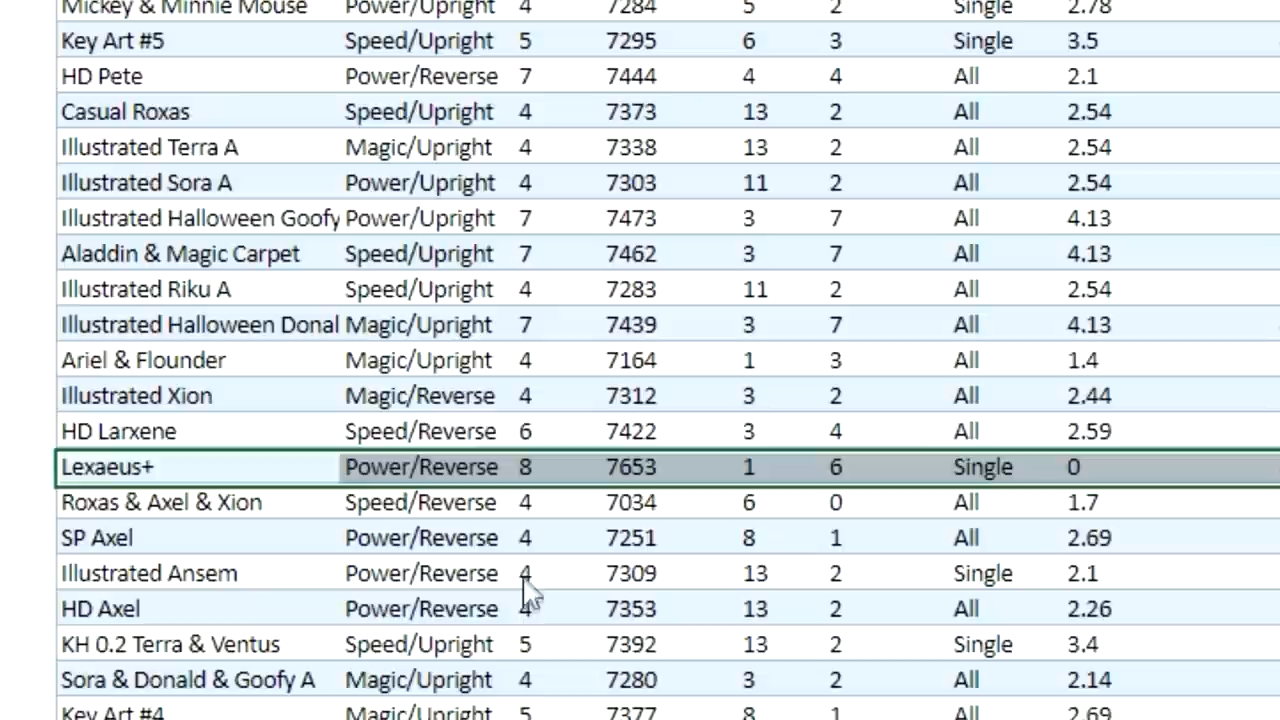 Mickey & Minnie Mouse Power/Upright 4 7284 5 2 Single 2.78
Key Art #5 Speed/Upright 5 7295 6 3 Single 3.5
HD Pete Power/Reverse 7 7444 4 4 All 2.1
Casual Roxas Speed/Upright 4 7373 13 2 All 2.54
Illustrated Terra A Magic/Upright 4 7338 13 2 All 2.54
Illustrated Sora A Power/Upright 4 7303 11 2 All 2.54
Illustrated Halloween Goofy Power/Upright 7 7473 3 7 All 4.13
Aladdin & Magic Carpet Speed/Upright 7 7462 3 7 All 4.13
Illustrated Riku A Speed/Upright 4 7283 11 2 All 2.54
Illustrated Halloween Donal Magic/Upright 7 7439 3 7 All 4.13
Ariel & Flounder Magic/Upright 4 7164 1 3 All 1.4
Illustrated Xion Magic/Reverse 4 7312 3 2 All 2.44
HD Larxene Speed/Reverse 6 7422 3 4 All 2.59
Lexaeus+ Power/Reverse 8 7653 1 6 Single 0
Roxas & Axel & Xion Speed/Reverse 4 7034 6 0 All 1.7
SP Axel Power/Reverse 4 7251 8 1 All 2.69
Illustrated Ansem Power/Reverse 4 7309 13 2 Single 2.1
HD Axel Power/Reverse 4 7353 13 2 All 2.26
KH 0.2 Terra & Ventus Speed/Upright 5 7392 13 2 Single 3.4
Sora & Donald & Goofy A Magic/Upright 4 7280 3 2 All 2.14
Key Art #4 Magic/Upright 5 7377 8 1 All 2.69